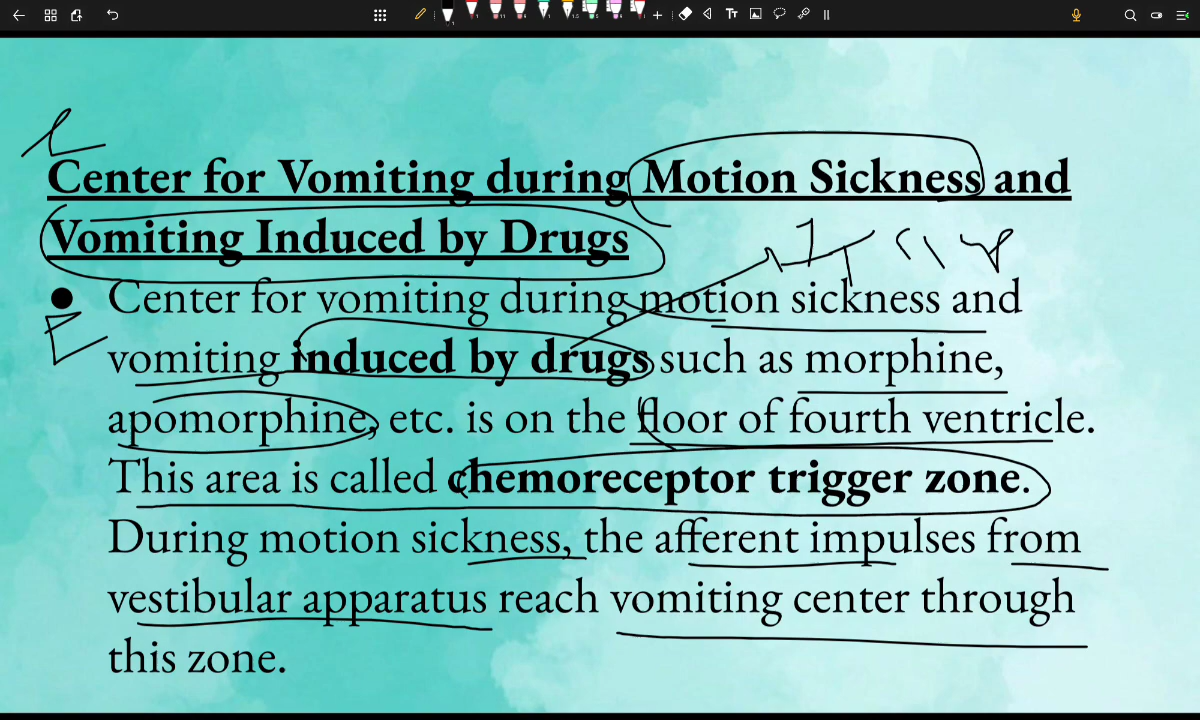 Center for Vomiting during Motion Sickness and
Vomiting Induced by Drugs
● Center for vomiting during motion sickness and
vomiting induced by drugs such as morphine,
apomorphine, etc. is on the floor of fourth ventricle.
This area is called chemoreceptor trigger zone.
During motion sickness, the afferent impulses from
vestibular apparatus reach vomiting center through
this zone.